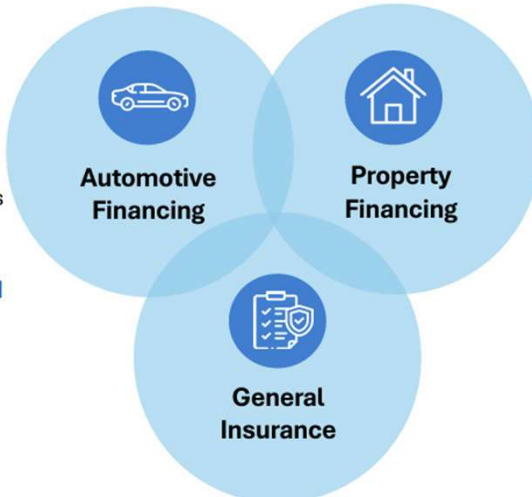 Automotive
Financing
Property
Financing
s
General
Insurance